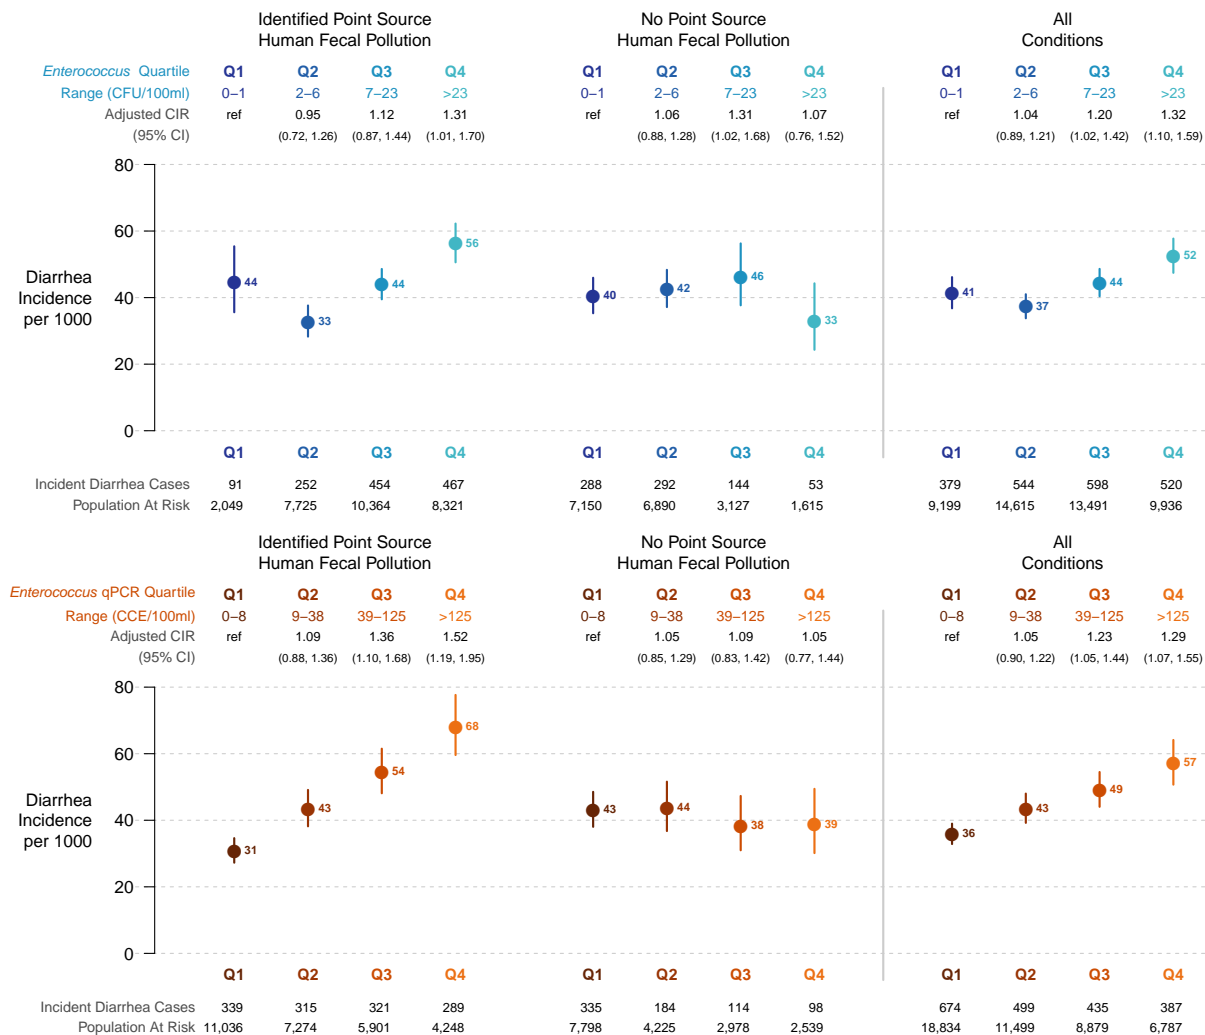 Identified Point Source No Point Source All
Human Fecal Pollution Human Fecal Pollution Conditions
Enterococcus Quartile Q1 Q2 Q3 Q4 Q1 Q2 Q3 Q4 Q1 Q2 Q3 Q4
Range (CFU/100ml) 0–1 2–6 7–23 >23 0–1 2–6 7–23 >23 0–1 2–6 7–23 >23
Adjusted CIR ref 0.95 1.12 1.31 ref 1.06 1.31 1.07 ref 1.04 1.20 1.32
(95% CI) (0.72, 1.26) (0.87, 1.44) (1.01, 1.70) (0.88, 1.28) (1.02, 1.68) (0.76, 1.52) (0.89, 1.21) (1.02, 1.42) (1.10, 1.59)
80
60
56 52
44 44 40 42 46 41 44
40
Diarrhea
Incidence
per 1000
33 33 37
20
0
Q1 Q2 Q3 Q4 Q1 Q2 Q3 Q4 Q1 Q2 Q3 Q4
Incident Diarrhea Cases 91 252 454 467 288 292 144 53 379 544 598 520
Population At Risk 2,049 7,725 10,364 8,321 7,150 6,890 3,127 1,615 9,199 14,615 13,491 9,936
Identified Point Source No Point Source All
Human Fecal Pollution Human Fecal Pollution Conditions
Enterococcus qPCR Quartile Q1 Q2 Q3 Q4 Q1 Q2 Q3 Q4 Q1 Q2 Q3 Q4
Range (CCE/100ml) 0–8 9–38 39–125 >125 0–8 9–38 39–125 >125 0–8 9–38 39–125 >125
Adjusted CIR ref 1.09 1.36 1.52 ref 1.05 1.09 1.05 ref 1.05 1.23 1.29
(95% CI) (0.88, 1.36) (1.10, 1.68) (1.19, 1.95) (0.85, 1.29) (0.83, 1.42) (0.77, 1.44) (0.90, 1.22) (1.05, 1.44) (1.07, 1.55)
80
68
60
54 57
43 43 44 43 49
40
Diarrhea
Incidence
per 1000
31 38 39 36
20
0
Q1 Q2 Q3 Q4 Q1 Q2 Q3 Q4 Q1 Q2 Q3 Q4
Incident Diarrhea Cases 339 315 321 289 335 184 114 98 674 499 435 387
Population At Risk 11,036 7,274 5,901 4,248 7,798 4,225 2,978 2,539 18,834 11,499 8,879 6,787